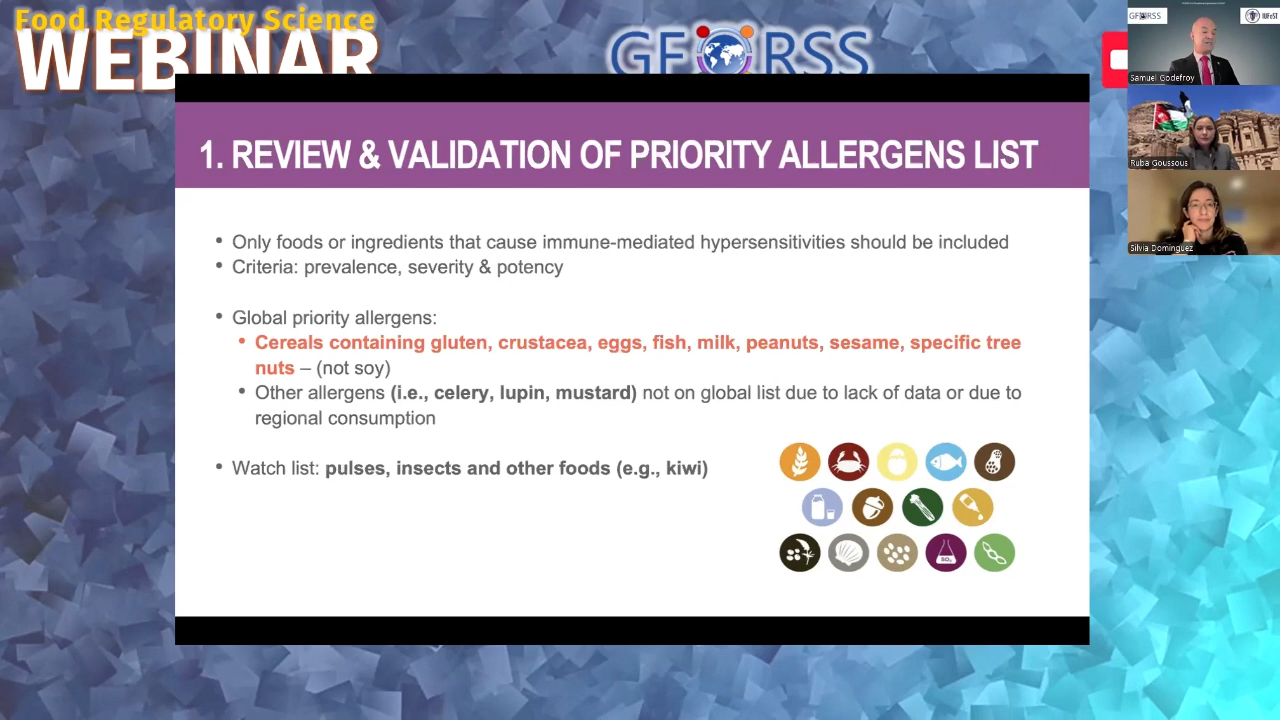 Food Regulatory Science
WEBINAR
GFORSS
GFORSS
IUFoST
Samuel Godefroy
Ruba Goussous
Silvia Dominguez
1. REVIEW & VALIDATION OF PRIORITY ALLERGENS LIST
• Only foods or ingredients that cause immune-mediated hypersensitivities should be included
• Criteria: prevalence, severity & potency
• Global priority allergens:
• Cereals containing gluten, crustacea, eggs, fish, milk, peanuts, sesame, specific tree
nuts – (not soy)
• Other allergens (i.e., celery, lupin, mustard) not on global list due to lack of data or due to
regional consumption
• Watch list: pulses, insects and other foods (e.g., kiwi)
SO₂